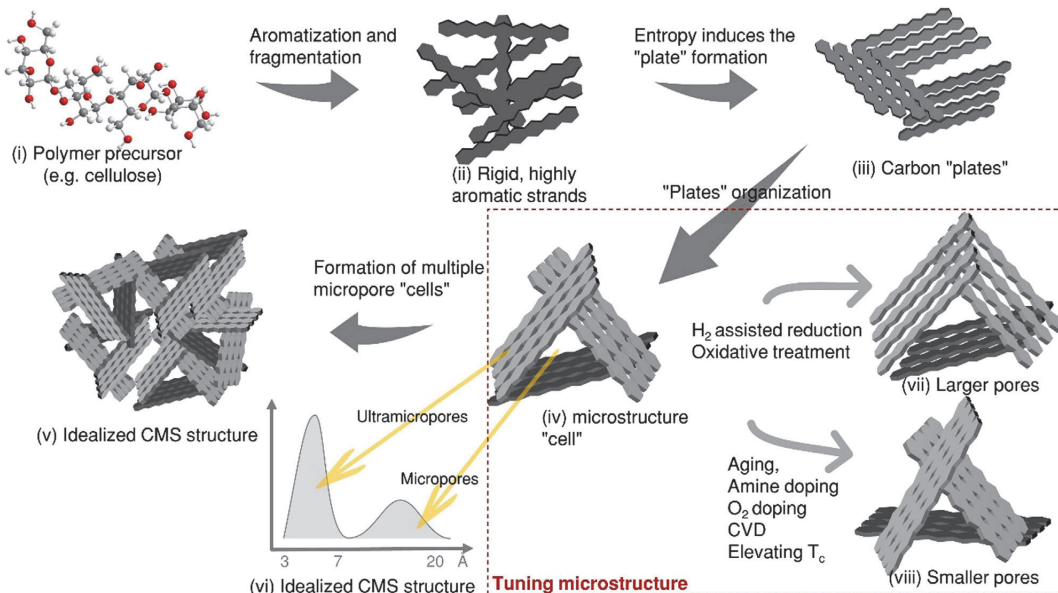 Aromatization and
fragmentation
Entropy induces the
"plate" formation
(i) Polymer precursor
(e.g. cellulose)
(ii) Rigid, highly
aromatic strands
(iii) Carbon "plates"
"Plates" organization
Formation of multiple
micropore "cells"
H2 assisted reduction
Oxidative treatment
(vii) Larger pores
(v) Idealized CMS structure
Ultramicropores
Micropores
(iv) microstructure
"cell"
Aging,
Amine doping
O2 doping
CVD
Elevating Tc
3 7 20 A
(vi) Idealized CMS structure
Tuning microstructure
(viii) Smaller pores